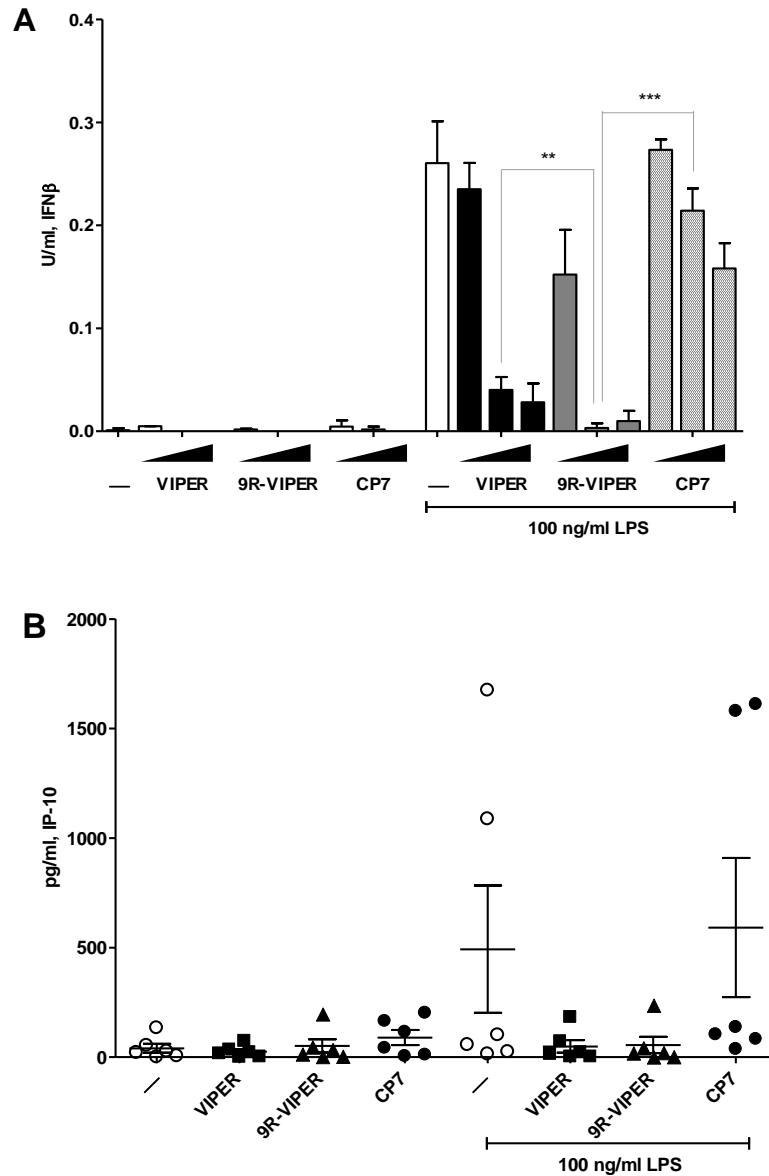 A
0.4
0.3
0.2
0.1
0.0
U/ml, IFNβ
**
***
— VIPER 9R-VIPER CP7 — VIPER 9R-VIPER CP7
100 ng/ml LPS
B
2000
1500
1000
500
0
pg/ml, IP-10
— VIPER 9R-VIPER CP7 — VIPER 9R-VIPER CP7
100 ng/ml LPS